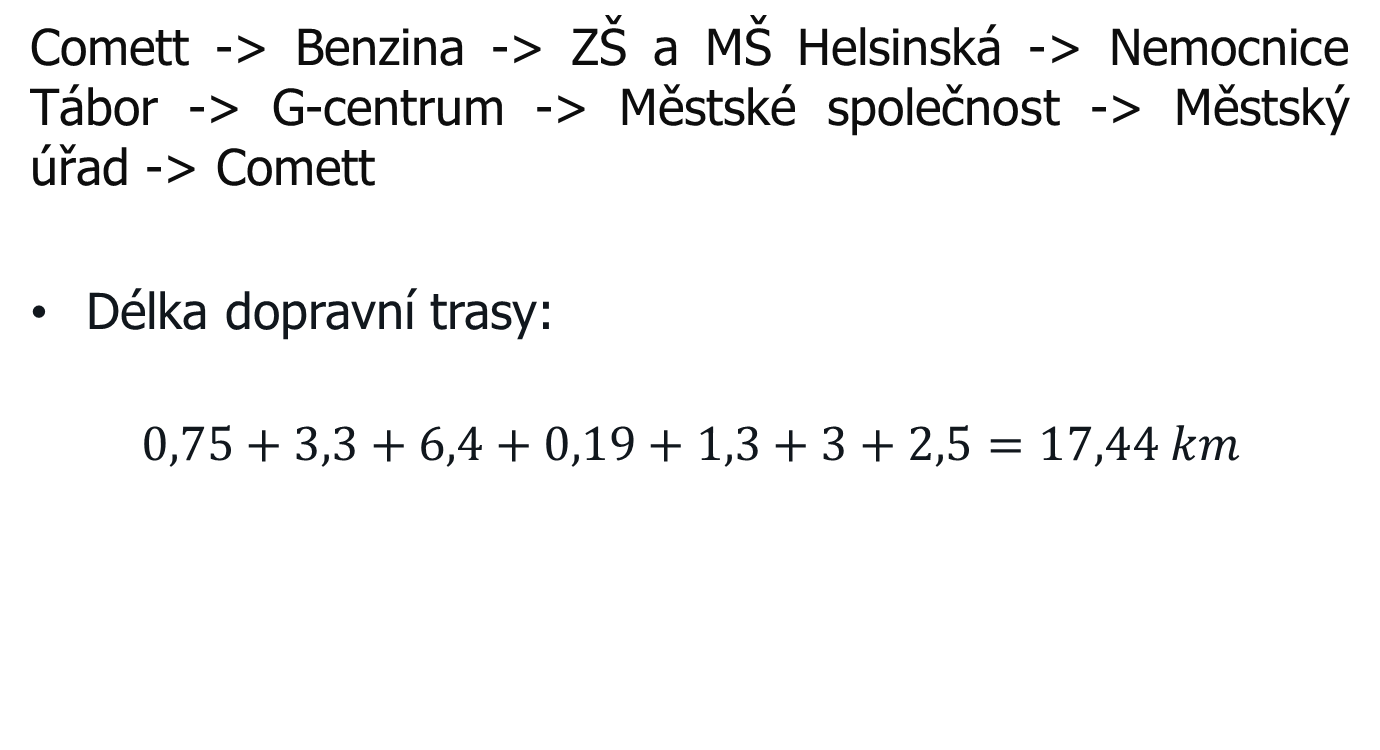 Comett -> Benzina -> ZŠ a MŠ Helsinská -> Nemocnice
Tábor -> G-centrum -> Městské společnost -> Městský
úřad -> Comett
• Délka dopravní trasy:
0,75 + 3,3 + 6,4 + 0,19 + 1,3 + 3 + 2,5 = 17,44 km